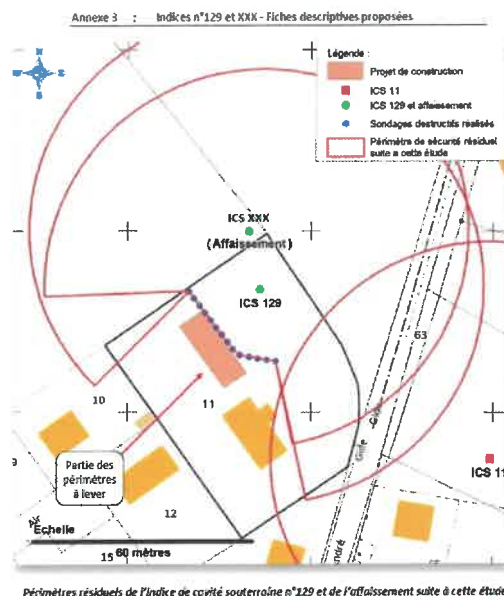 Annexe 3 : Indices n°129 et XXX - Fiches descriptives proposées
Légende :
Projet de construction
ICS 11
ICS 129 et affaissement
Sondages destructifs réalisés
Périmètre de sécurité résiduel
suite a cette étude
ICS XXX
(Affaissement)
ICS 129
63
10
11
ICS 11
Partie des
périmètres
à lever
12
Echelle
60 mètres
15
Périmètres résiduels de l'indice de cavité souterraine n°129 et de l'affaissement suite à cette étude